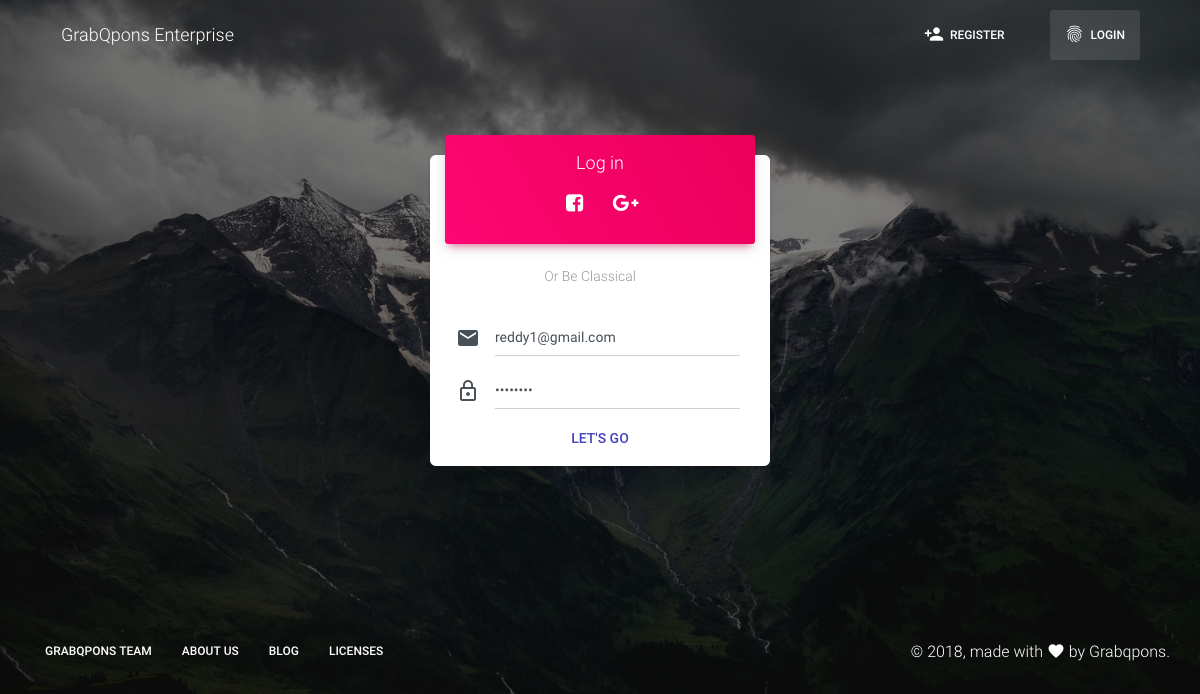 GrabQpons Enterprise
REGISTER
LOGIN
Log in
G+
Or Be Classical
reddy1@gmail.com
••••••••
LET'S GO
GRABQPONS TEAM
ABOUT US
BLOG
LICENSES
© 2018, made with ♥ by Grabqpons.